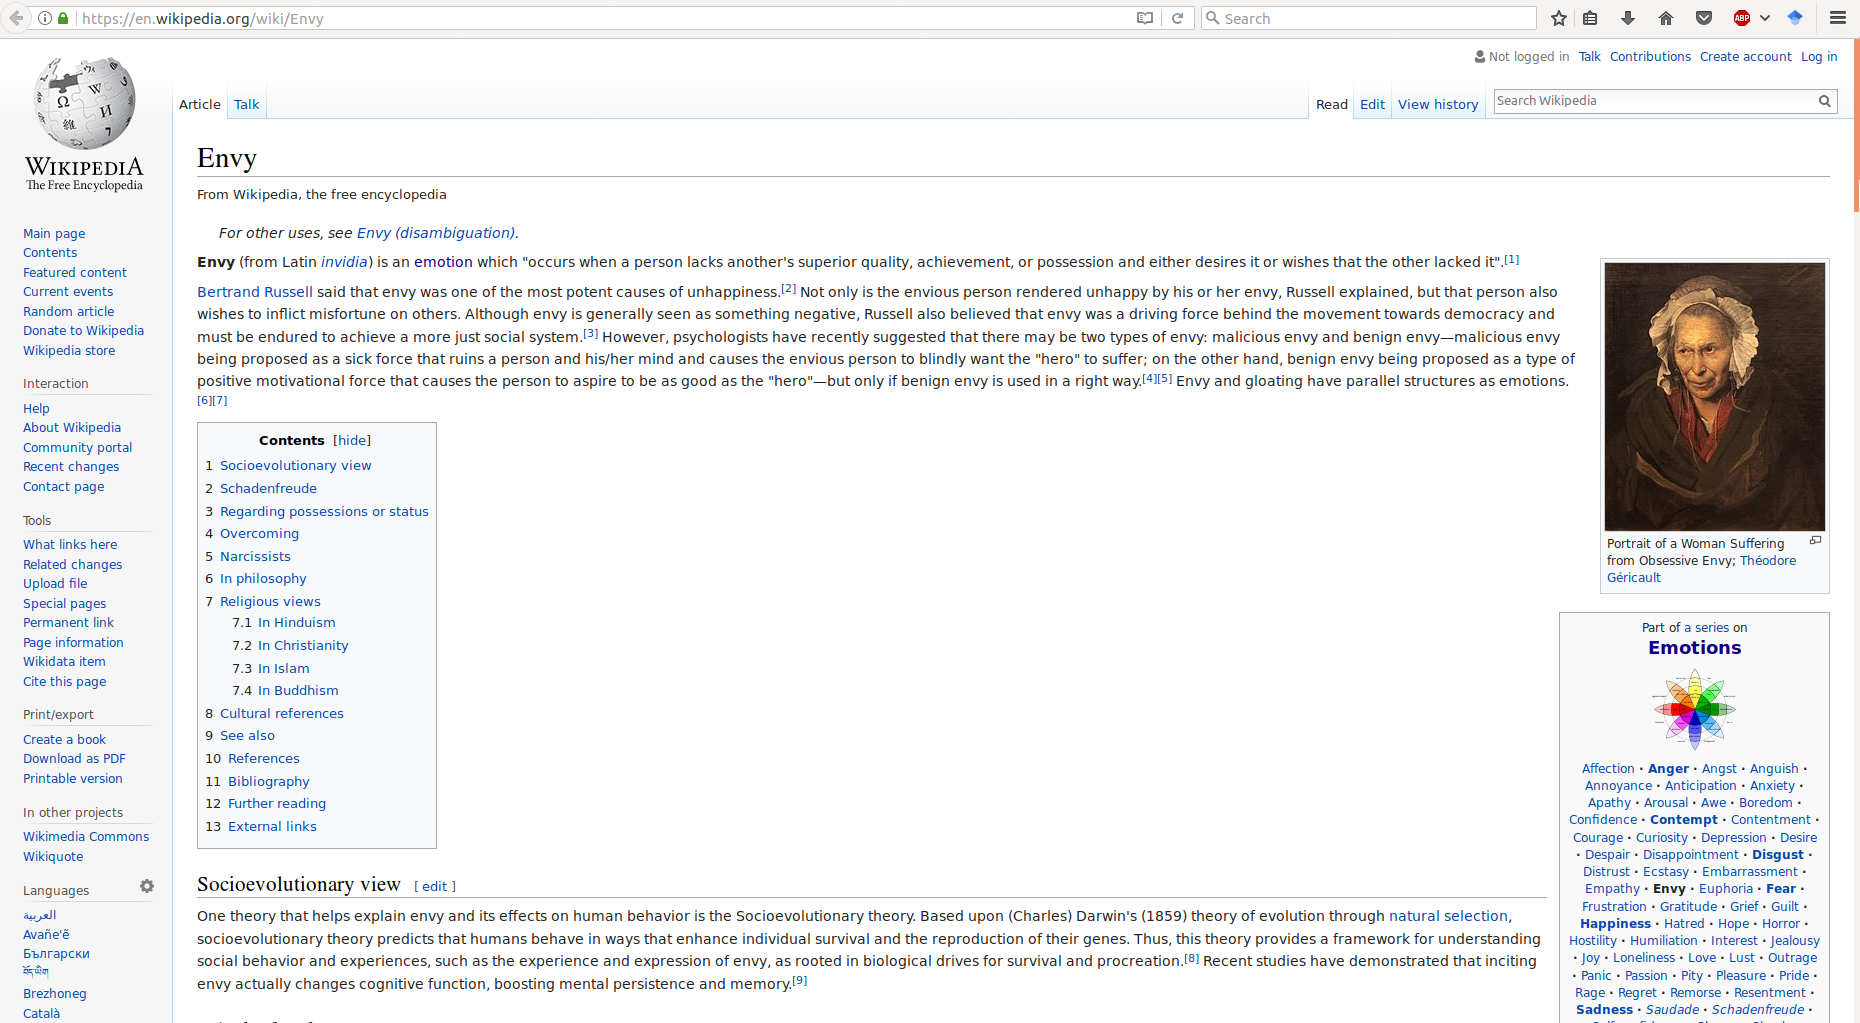 https://en.wikipedia.org/wiki/Envy
Search
ABP
Not logged in Talk Contributions Create account Log in
Article Talk
Read Edit View history
Search Wikipedia
WIKIPEDIA
The Free Encyclopedia
Main page
Contents
Featured content
Current events
Random article
Donate to Wikipedia
Wikipedia store
Interaction
Help
About Wikipedia
Community portal
Recent changes
Contact page
Tools
What links here
Related changes
Upload file
Special pages
Permanent link
Page information
Wikidata item
Cite this page
Print/export
Create a book
Download as PDF
Printable version
In other projects
Wikimedia Commons
Wikiquote
Languages
العربية
Avañe'ẽ
Български
བོད་ཡིག
Brezhoneg
Català
Envy
From Wikipedia, the free encyclopedia
For other uses, see Envy (disambiguation).
Envy (from Latin invidia) is an emotion which "occurs when a person lacks another's superior quality, achievement, or possession and either desires it or wishes that the other lacked it".[1]
Bertrand Russell said that envy was one of the most potent causes of unhappiness.[2] Not only is the envious person rendered unhappy by his or her envy, Russell explained, but that person also
wishes to inflict misfortune on others. Although envy is generally seen as something negative, Russell also believed that envy was a driving force behind the movement towards democracy and
must be endured to achieve a more just social system.[3] However, psychologists have recently suggested that there may be two types of envy: malicious envy and benign envy—malicious envy
being proposed as a sick force that ruins a person and his/her mind and causes the envious person to blindly want the "hero" to suffer; on the other hand, benign envy being proposed as a type of
positive motivational force that causes the person to aspire to be as good as the "hero"—but only if benign envy is used in a right way.[4][5] Envy and gloating have parallel structures as emotions.
[6][7]
Contents [hide]
1 Socioevolutionary view
2 Schadenfreude
3 Regarding possessions or status
4 Overcoming
5 Narcissists
6 In philosophy
7 Religious views
7.1 In Hinduism
7.2 In Christianity
7.3 In Islam
7.4 In Buddhism
8 Cultural references
9 See also
10 References
11 Bibliography
12 Further reading
13 External links
Socioevolutionary view [ edit ]
One theory that helps explain envy and its effects on human behavior is the Socioevolutionary theory. Based upon (Charles) Darwin's (1859) theory of evolution through natural selection,
socioevolutionary theory predicts that humans behave in ways that enhance individual survival and the reproduction of their genes. Thus, this theory provides a framework for understanding
social behavior and experiences, such as the experience and expression of envy, as rooted in biological drives for survival and procreation.[8] Recent studies have demonstrated that inciting
envy actually changes cognitive function, boosting mental persistence and memory.[9]
Portrait of a Woman Suffering
from Obsessive Envy; Théodore
Géricault
Part of a series on
Emotions
Affection · Anger · Angst · Anguish ·
Annoyance · Anticipation · Anxiety ·
Apathy · Arousal · Awe · Boredom ·
Confidence · Contempt · Contentment ·
Courage · Curiosity · Depression · Desire
· Despair · Disappointment · Disgust ·
Distrust · Ecstasy · Embarrassment ·
Empathy · Envy · Euphoria · Fear ·
Frustration · Gratitude · Grief · Guilt ·
Happiness · Hatred · Hope · Horror ·
Hostility · Humiliation · Interest · Jealousy
· Joy · Loneliness · Love · Lust · Outrage
· Panic · Passion · Pity · Pleasure · Pride ·
Rage · Regret · Remorse · Resentment ·
Sadness · Saudade · Schadenfreude ·